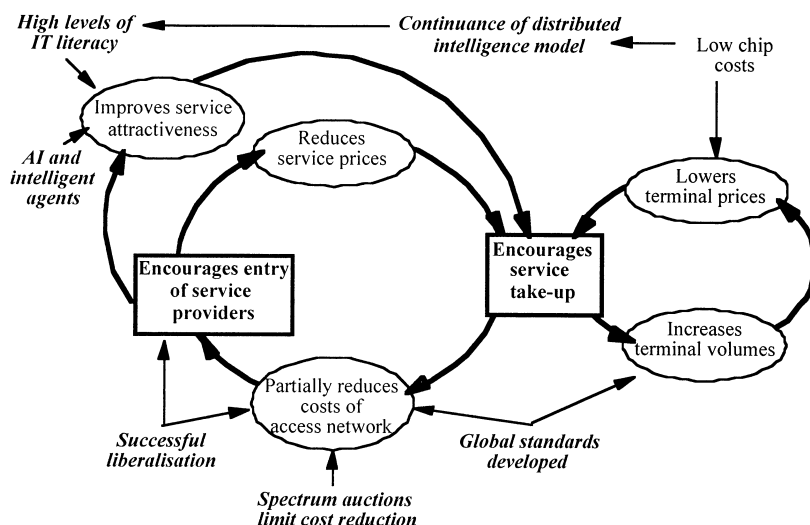 High levels of
IT literacy
Continuance of distributed
intelligence model
Low chip
costs
Improves service
attractiveness
Reduces
service prices
AI and
intelligent
agents
Lowers
terminal prices
Encourages entry
of service
providers
Encourages
service
take-up
Increases
terminal volumes
Partially reduces
costs of
access network
Successful
liberalisation
Global standards
developed
Spectrum auctions
limit cost reduction